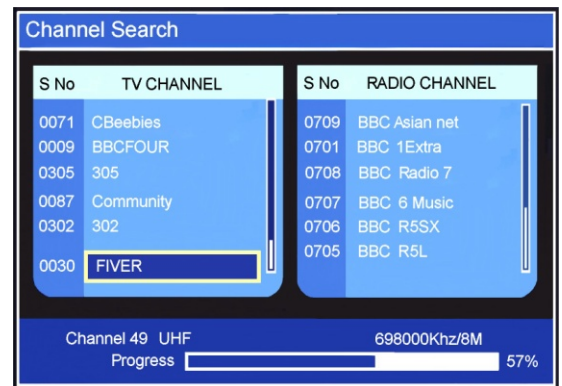 Channel Search
S No TV CHANNEL
0071 CBeebies
0009 BBCFOUR
0305 305
0087 Community
0302 302
0030 FIVER
S No RADIO CHANNEL
0709 BBC Asian net
0701 BBC 1Extra
0708 BBC Radio 7
0707 BBC 6 Music
0706 BBC R5SX
0705 BBC R5L
Channel 49 UHF 698000Khz/8M
Progress 57%